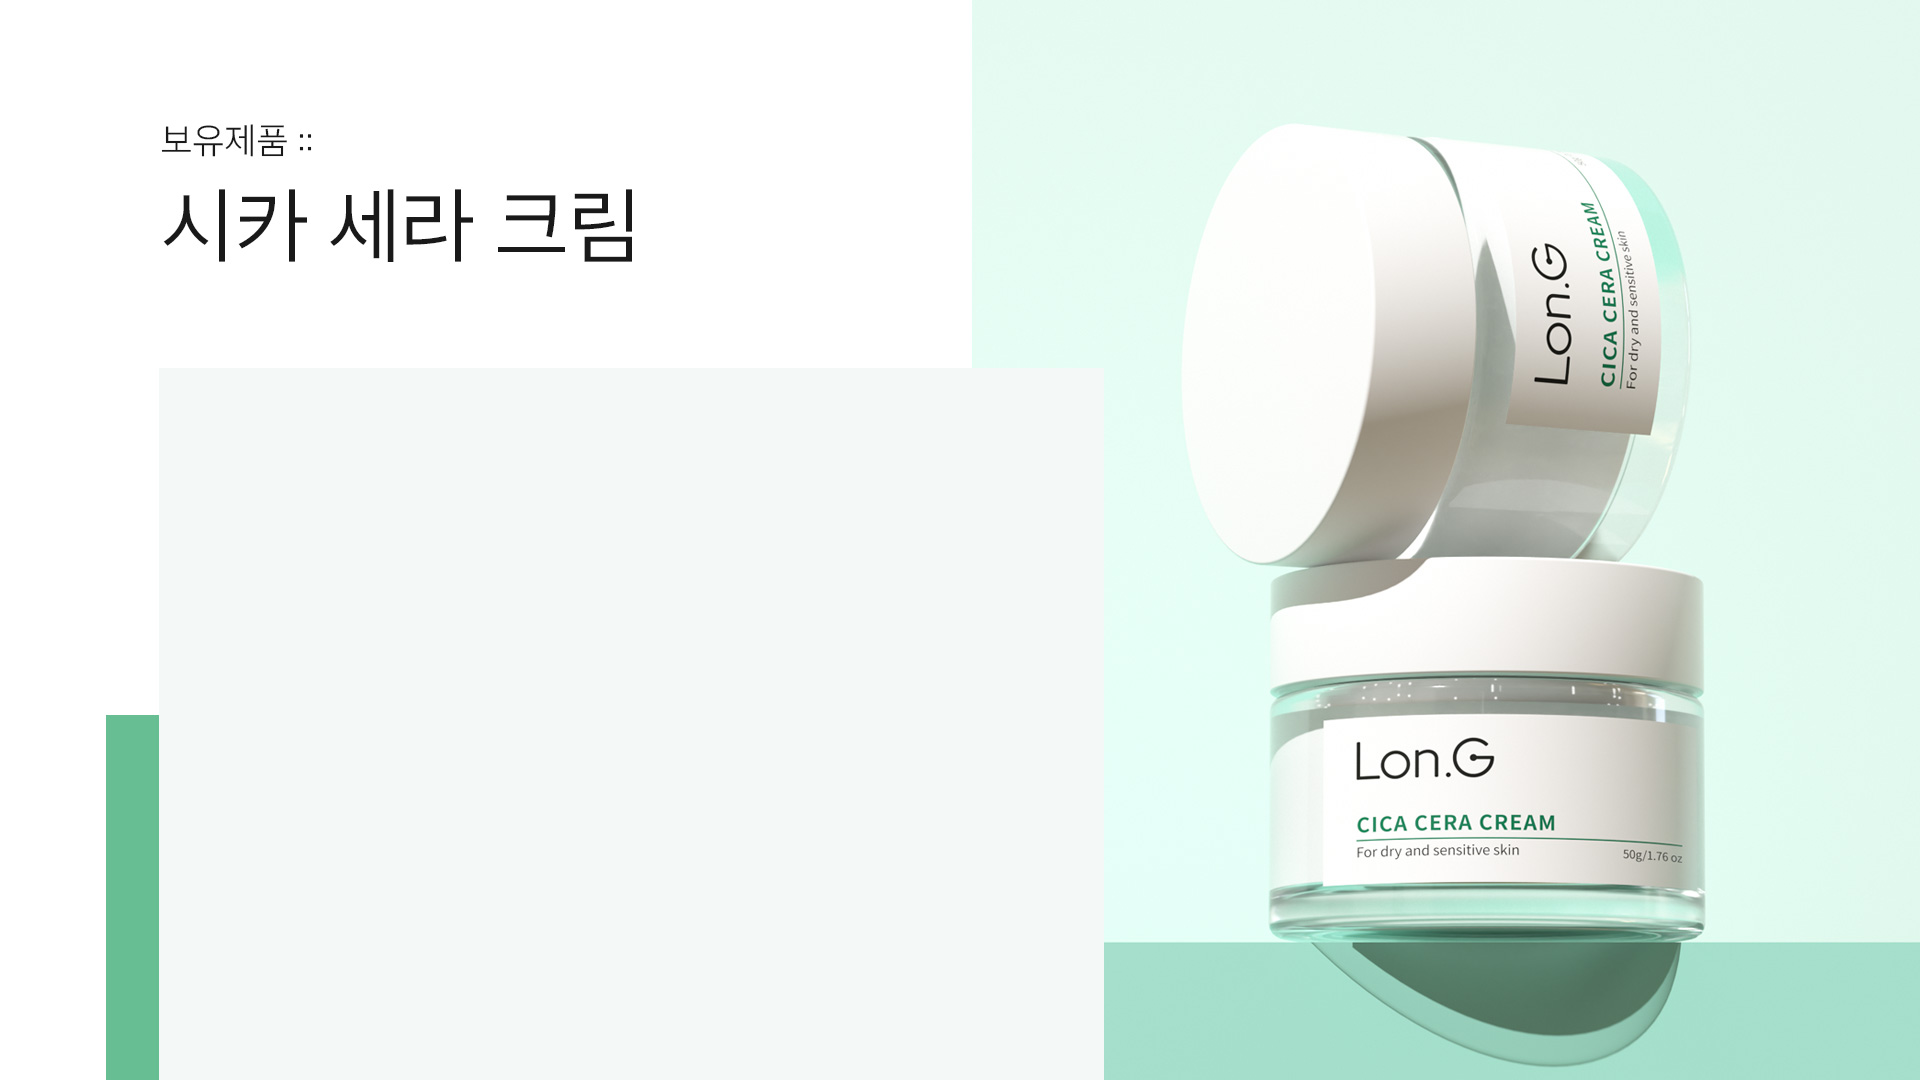 보유제품 ::
시카 세라 크림
Lon.G
CICA CERA CREAM
For dry and sensitive skin
Lon.G
CICA CERA CREAM
For dry and sensitive skin
50g/1.76 oz